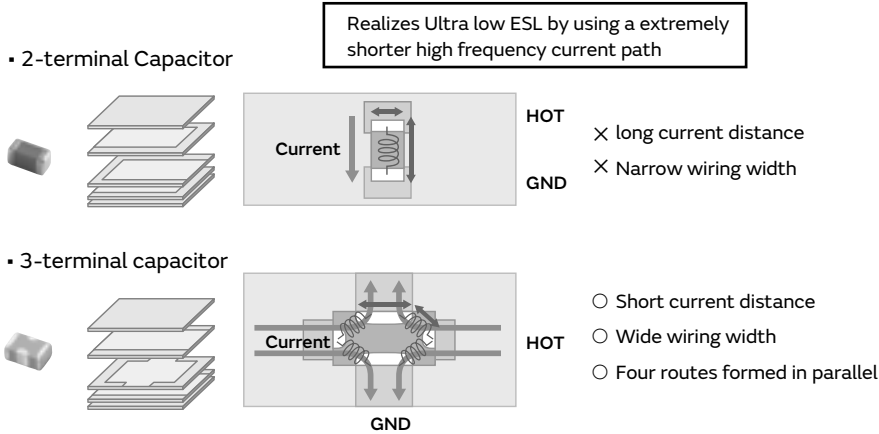 Realizes Ultra low ESL by using a extremely
shorter high frequency current path
▪ 2-terminal Capacitor
HOT
Current
GND
× long current distance
× Narrow wiring width
▪ 3-terminal capacitor
Current
HOT
GND
○ Short current distance
○ Wide wiring width
○ Four routes formed in parallel